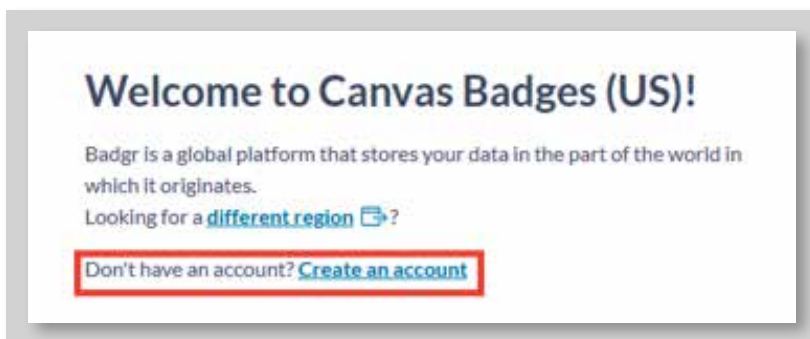 Welcome to Canvas Badges (US)!
Badgr is a global platform that stores your data in the part of the world in
which it originates.
Looking for a different region ?
Don't have an account? Create an account